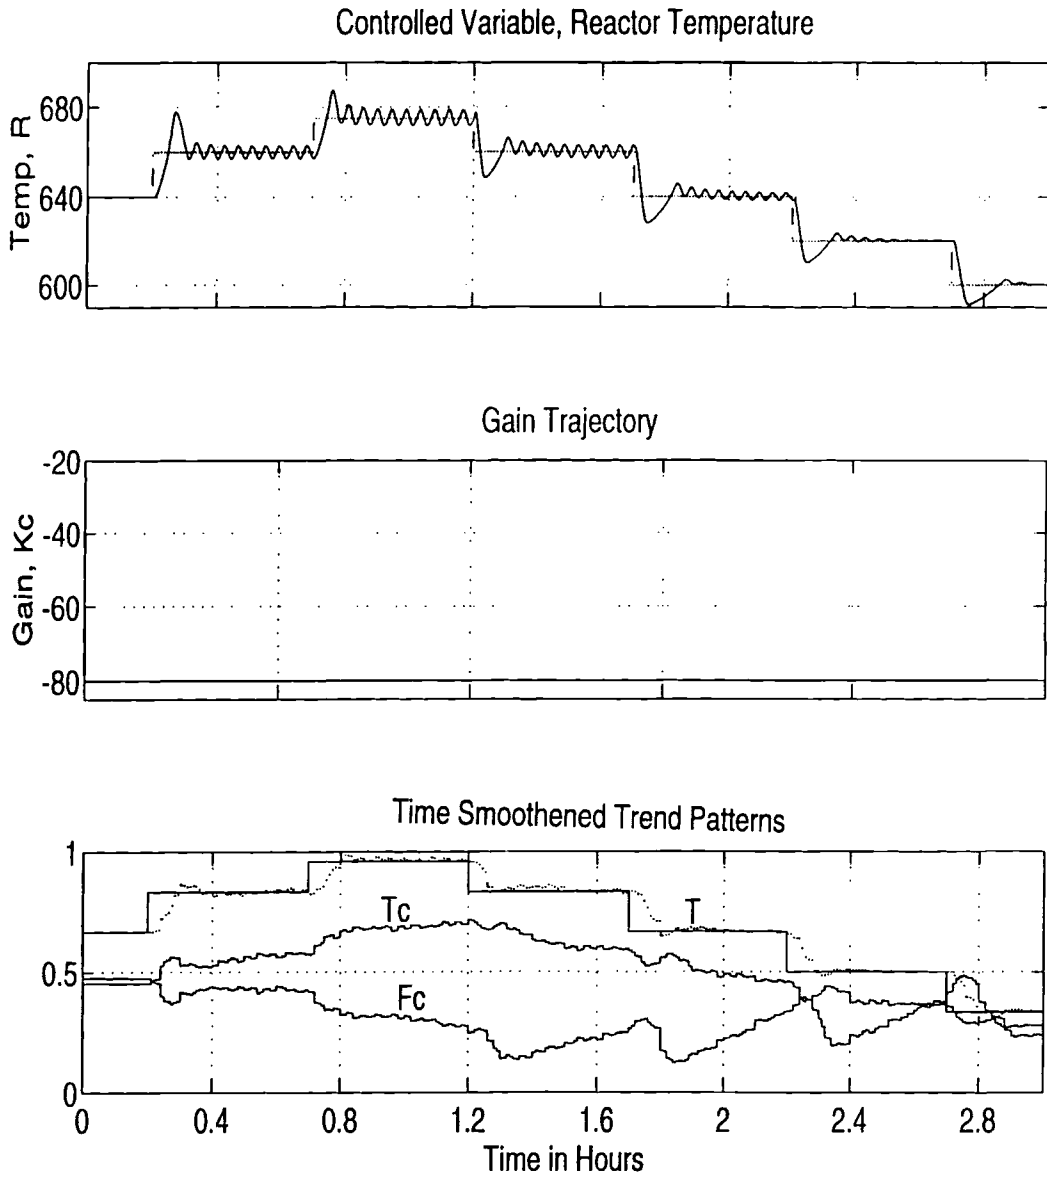 Controlled Variable, Reactor Temperature
680
640
600
Temp, R
Gain Trajectory
-20
-40
-60
-80
Gain, Kc
Time Smoothened Trend Patterns
1
0.5
0
Tc
T
Fc
0 0.4 0.8 1.2 1.6 2 2.4 2.8
Time in Hours